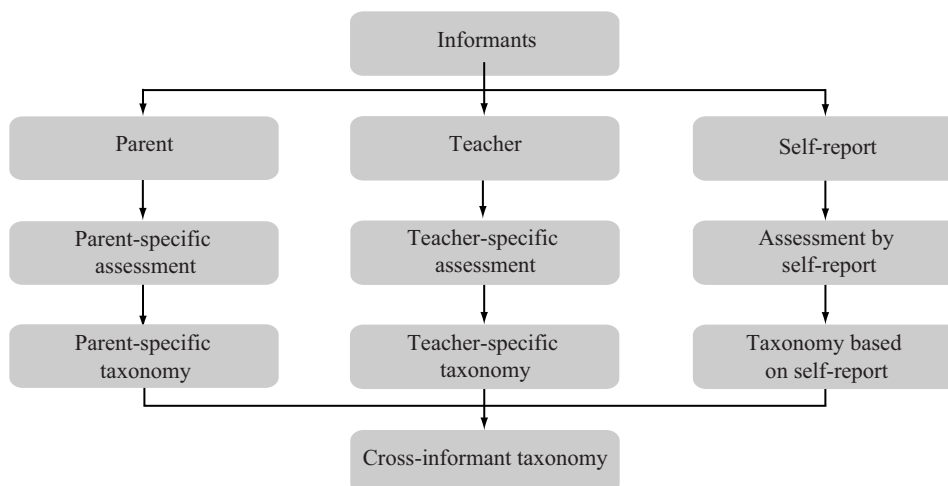 Informants
Parent
Teacher
Self-report
Parent-specific
assessment
Teacher-specific
assessment
Assessment by
self-report
Parent-specific
taxonomy
Teacher-specific
taxonomy
Taxonomy based
on self-report
Cross-informant taxonomy